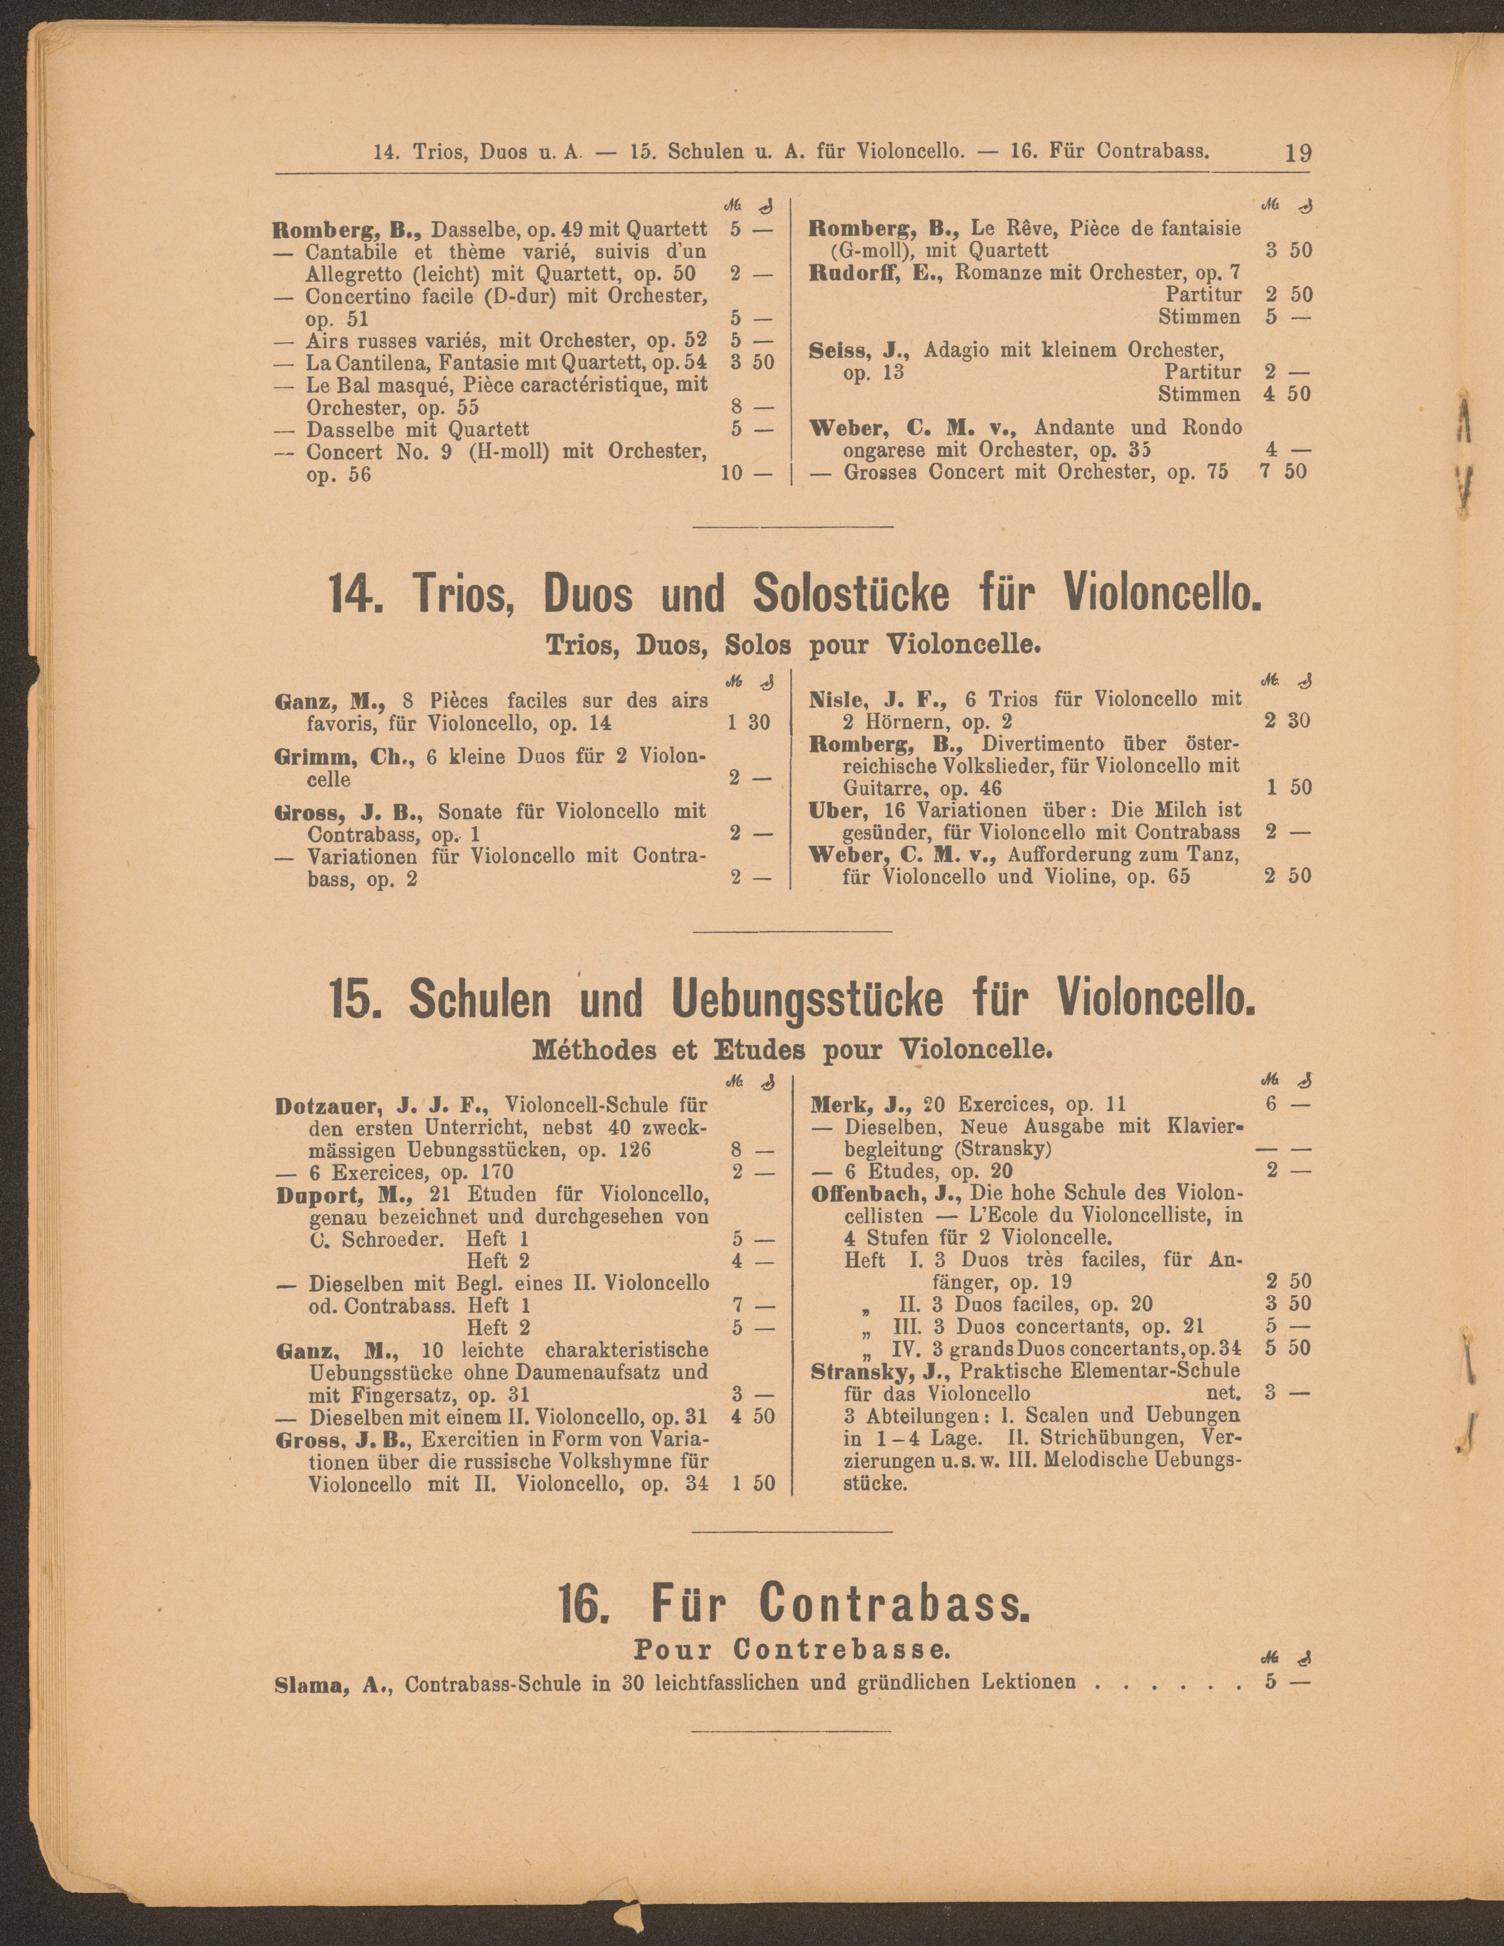 14. Trios, Duos u. A. — 15. Schulen u. A. für Violoncello. — 16. Für Contrabass. 19
ℳ ₰
Romberg, B., Dasselbe, op. 49 mit Quartett 5 —
— Cantabile et thème varié, suivis d'un
Allegretto (leicht) mit Quartett, op. 50 2 —
— Concertino facile (D-dur) mit Orchester,
op. 51 5 —
— Airs russes variés, mit Orchester, op. 52 5 —
— La Cantilena, Fantasie mit Quartett, op. 54 3 50
— Le Bal masqué, Pièce caractéristique, mit
Orchester, op. 55 8 —
— Dasselbe mit Quartett 5 —
— Concert No. 9 (H-moll) mit Orchester,
op. 56 10 —
ℳ ₰
Romberg, B., Le Rêve, Pièce de fantaisie
(G-moll), mit Quartett 3 50
Rudorff, E., Romanze mit Orchester, op. 7
Partitur 2 50
Stimmen 5 —
Seiss, J., Adagio mit kleinem Orchester,
op. 13 Partitur 2 —
Stimmen 4 50
Weber, C. M. v., Andante und Rondo
ongarese mit Orchester, op. 35 4 —
— Grosses Concert mit Orchester, op. 75 7 50
14. Trios, Duos und Solostücke für Violoncello.
Trios, Duos, Solos pour Violoncelle.
ℳ ₰
Ganz, M., 8 Pièces faciles sur des airs
favoris, für Violoncello, op. 14 1 30
Grimm, Ch., 6 kleine Duos für 2 Violon-
celle 2 —
Gross, J. B., Sonate für Violoncello mit
Contrabass, op. 1 2 —
— Variationen für Violoncello mit Contra-
bass, op. 2 2 —
ℳ ₰
Nisle, J. F., 6 Trios für Violoncello mit
2 Hörnern, op. 2 2 30
Romberg, B., Divertimento über öster-
reichische Volkslieder, für Violoncello mit
Guitarre, op. 46 1 50
Uber, 16 Variationen über: Die Milch ist
gesünder, für Violoncello mit Contrabass 2 —
Weber, C. M. v., Aufforderung zum Tanz,
für Violoncello und Violine, op. 65 2 50
15. Schulen und Uebungsstücke für Violoncello.
Méthodes et Etudes pour Violoncelle.
ℳ ₰
Dotzauer, J. J. F., Violoncell-Schule für
den ersten Unterricht, nebst 40 zweck-
mässigen Uebungsstücken, op. 126 8 —
— 6 Exercices, op. 170 2 —
Duport, M., 21 Etuden für Violoncello,
genau bezeichnet und durchgesehen von
C. Schroeder. Heft 1 5 —
Heft 2 4 —
— Dieselben mit Begl. eines II. Violoncello
od. Contrabass. Heft 1 7 —
Heft 2 5 —
Ganz, M., 10 leichte charakteristische
Uebungsstücke ohne Daumenaufsatz und
mit Fingersatz, op. 31 3 —
— Dieselben mit einem II. Violoncello, op. 31 4 50
Gross, J. B., Exercitien in Form von Varia-
tionen über die russische Volkshymne für
Violoncello mit II. Violoncello, op. 34 1 50
ℳ ₰
Merk, J., 20 Exercices, op. 11 6 —
— Dieselben, Neue Ausgabe mit Klavier-
begleitung (Stransky) — —
— 6 Etudes, op. 20 2 —
Offenbach, J., Die hohe Schule des Violon-
cellisten — L'Ecole du Violoncelliste, in
4 Stufen für 2 Violoncelle.
Heft I. 3 Duos très faciles, für An-
fänger, op. 19 2 50
„ II. 3 Duos faciles, op. 20 3 50
„ III. 3 Duos concertants, op. 21 5 —
„ IV. 3 grands Duos concertants, op. 34 5 50
Stransky, J., Praktische Elementar-Schule
für das Violoncello net. 3 —
3 Abteilungen: I. Scalen und Uebungen
in 1–4 Lage. II. Strichübungen, Ver-
zierungen u. s. w. III. Melodische Uebungs-
stücke.
16. Für Contrabass.
Pour Contrebasse.
ℳ ₰
Slama, A., Contrabass-Schule in 30 leichtfasslichen und gründlichen Lektionen . . . . . . 5 —